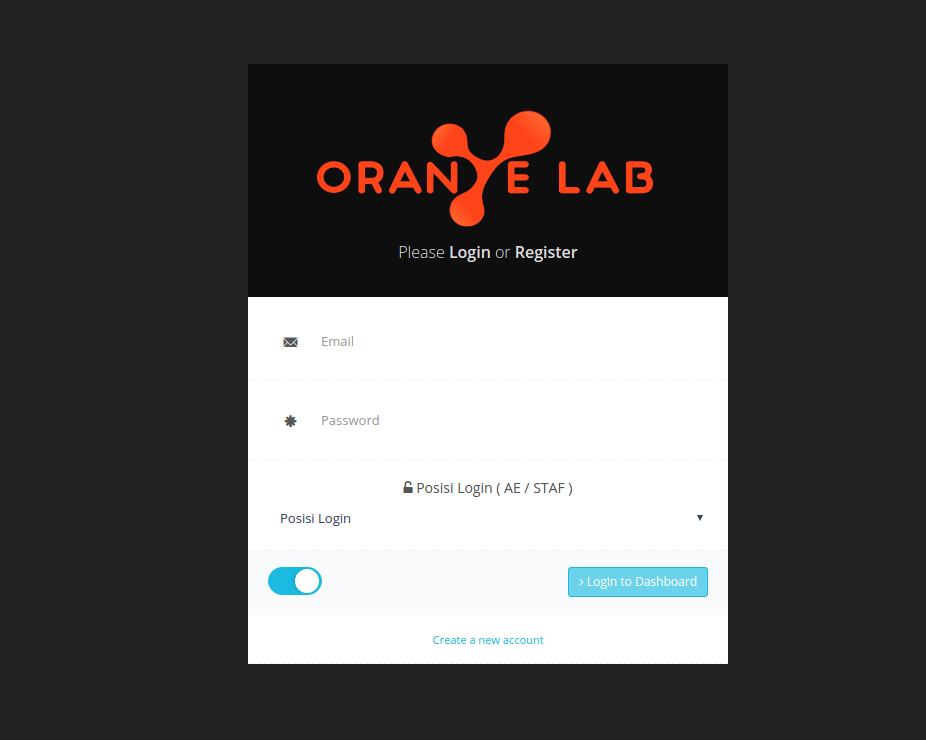 ORANYE LAB
Please Login or Register
Email
Password
Posisi Login ( AE / STAF )
Posisi Login
› Login to Dashboard
Create a new account